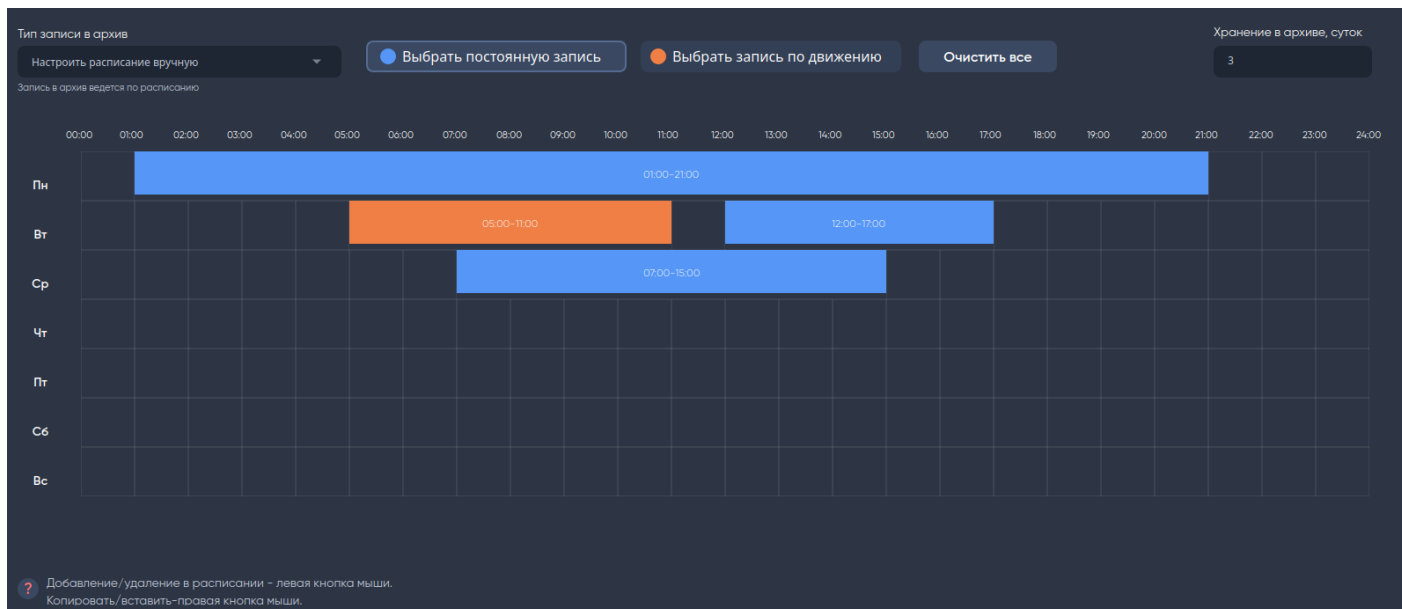 Тип записи в архив
Настроить расписание вручную
Запись в архив ведется по расписанию
Выбрать постоянную запись
Выбрать запись по движению
Очистить все
Хранение в архиве, суток
3
00:00 01:00 02:00 03:00 04:00 05:00 06:00 07:00 08:00 09:00 10:00 11:00 12:00 13:00 14:00 15:00 16:00 17:00 18:00 19:00 20:00 21:00 22:00 23:00 24:00
Пн 01:00-21:00
Вт 05:00-11:00 12:00-17:00
Ср 07:00-15:00
Чт
Пт
Сб
Вс
? Добавление/удаление в расписании - левая кнопка мыши.
Копировать/вставить-правая кнопка мыши.